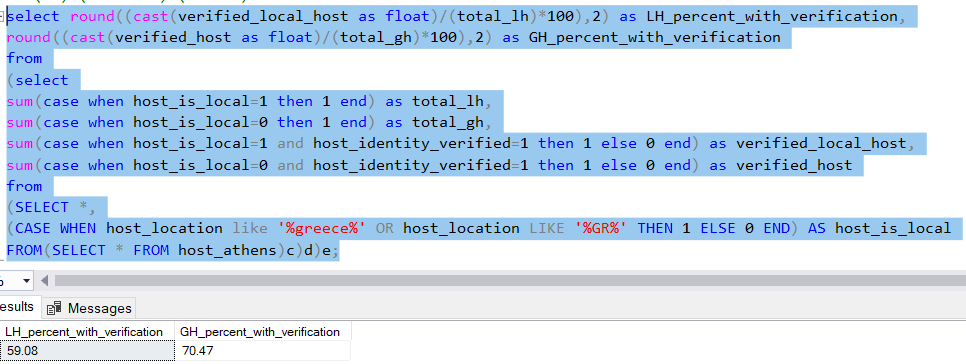 select round((cast(verified_local_host as float)/(total_lh)*100),2) as LH_percent_with_verification,
round((cast(verified_host as float)/(total_gh)*100),2) as GH_percent_with_verification
from
(select
sum(case when host_is_local=1 then 1 end) as total_lh,
sum(case when host_is_local=0 then 1 end) as total_gh,
sum(case when host_is_local=1 and host_identity_verified=1 then 1 else 0 end) as verified_local_host,
sum(case when host_is_local=0 and host_identity_verified=1 then 1 else 0 end) as verified_host
from
(SELECT *,
(CASE WHEN host_location like '%greece%' OR host_location LIKE '%GR%' THEN 1 ELSE 0 END) AS host_is_local
FROM(SELECT * FROM host_athens)c)d)e;
%
esults Messages
LH_percent_with_verification GH_percent_with_verification
59.08 70.47